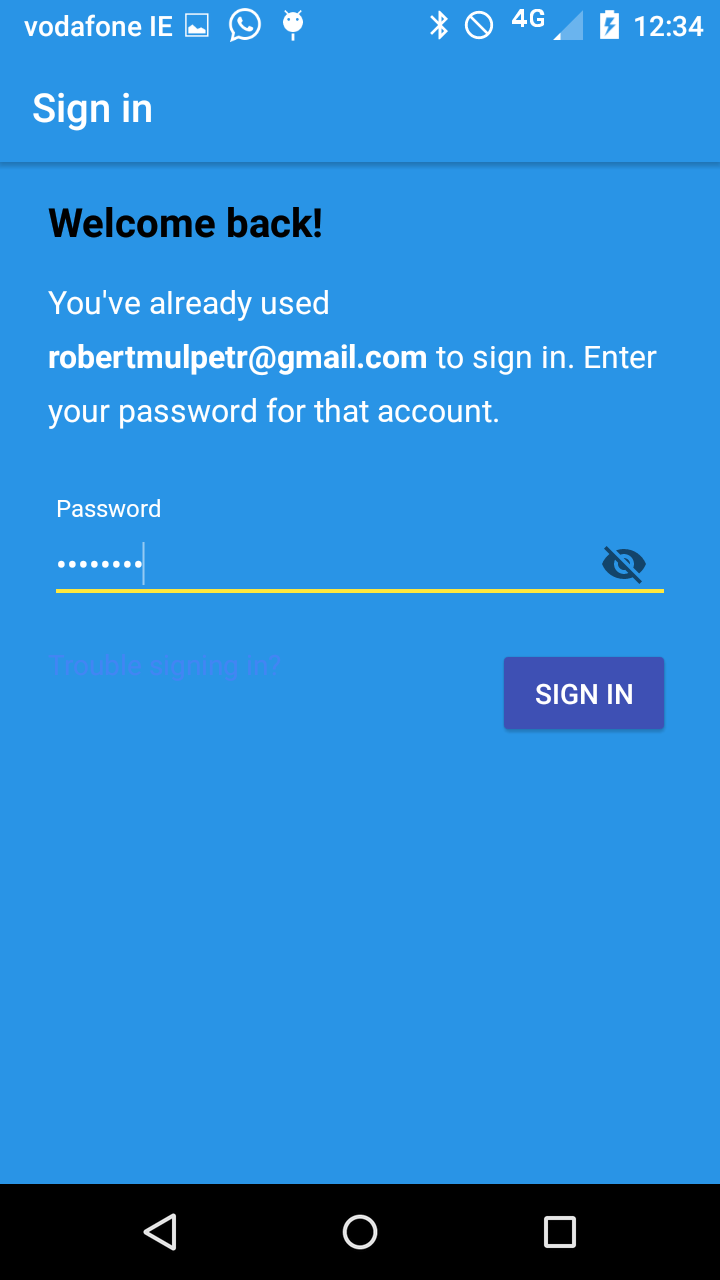 vodafone IE 4G 12:34
Sign in
Welcome back!
You've already used
robertmulpetr@gmail.com to sign in. Enter
your password for that account.
Password
••••••••
Trouble signing in?
SIGN IN